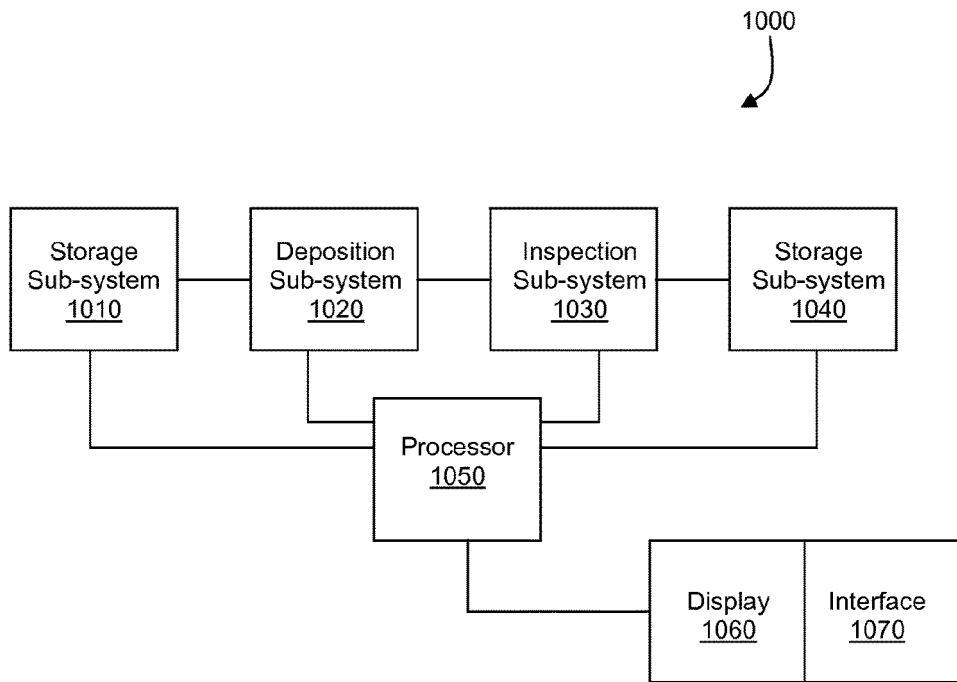 1000
Storage
Sub-system
1010
Deposition
Sub-system
1020
Inspection
Sub-system
1030
Storage
Sub-system
1040
Processor
1050
Display
1060
Interface
1070